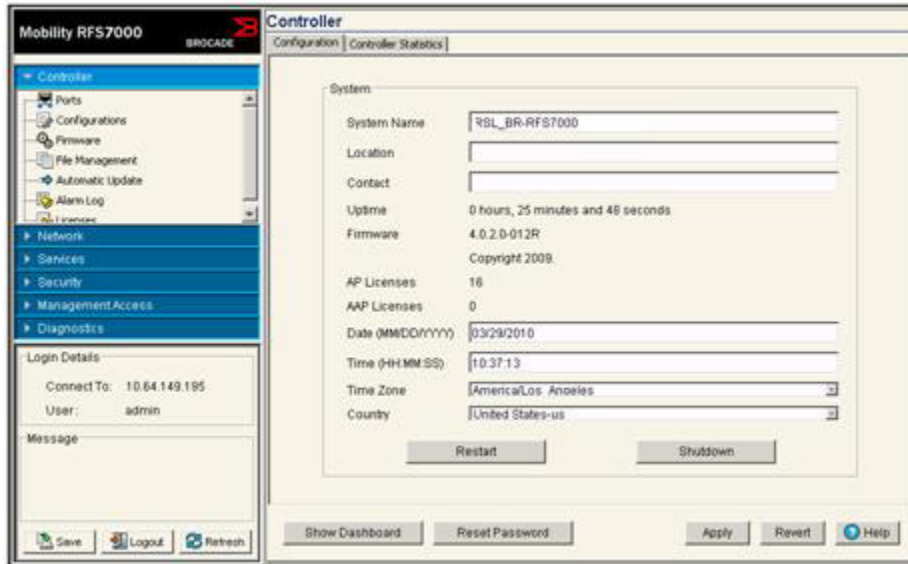 Mobility RFS7000
BROCADE
Controller
Ports
Configurations
Firmware
File Management
Automatic Update
Alarm Log
Licenses
Network
Services
Security
Management Access
Diagnostics
Login Details
Connect To: 10.64.149.195
User: admin
Message
Save
Logout
Refresh
Controller
Configuration
Controller Statistics
System
System Name RSL_BR-RFS7000
Location
Contact
Uptime 0 hours, 25 minutes and 48 seconds
Firmware 4.0.2.0-012R
Copyright 2009.
AP Licenses 16
AAP Licenses 0
Date (MM/DD/YYYY) 03/29/2010
Time (HH:MM:SS) 10:37:13
Time Zone America/Los_Angeles
Country United States-us
Restart
Shutdown
Show Dashboard
Reset Password
Apply
Revert
Help